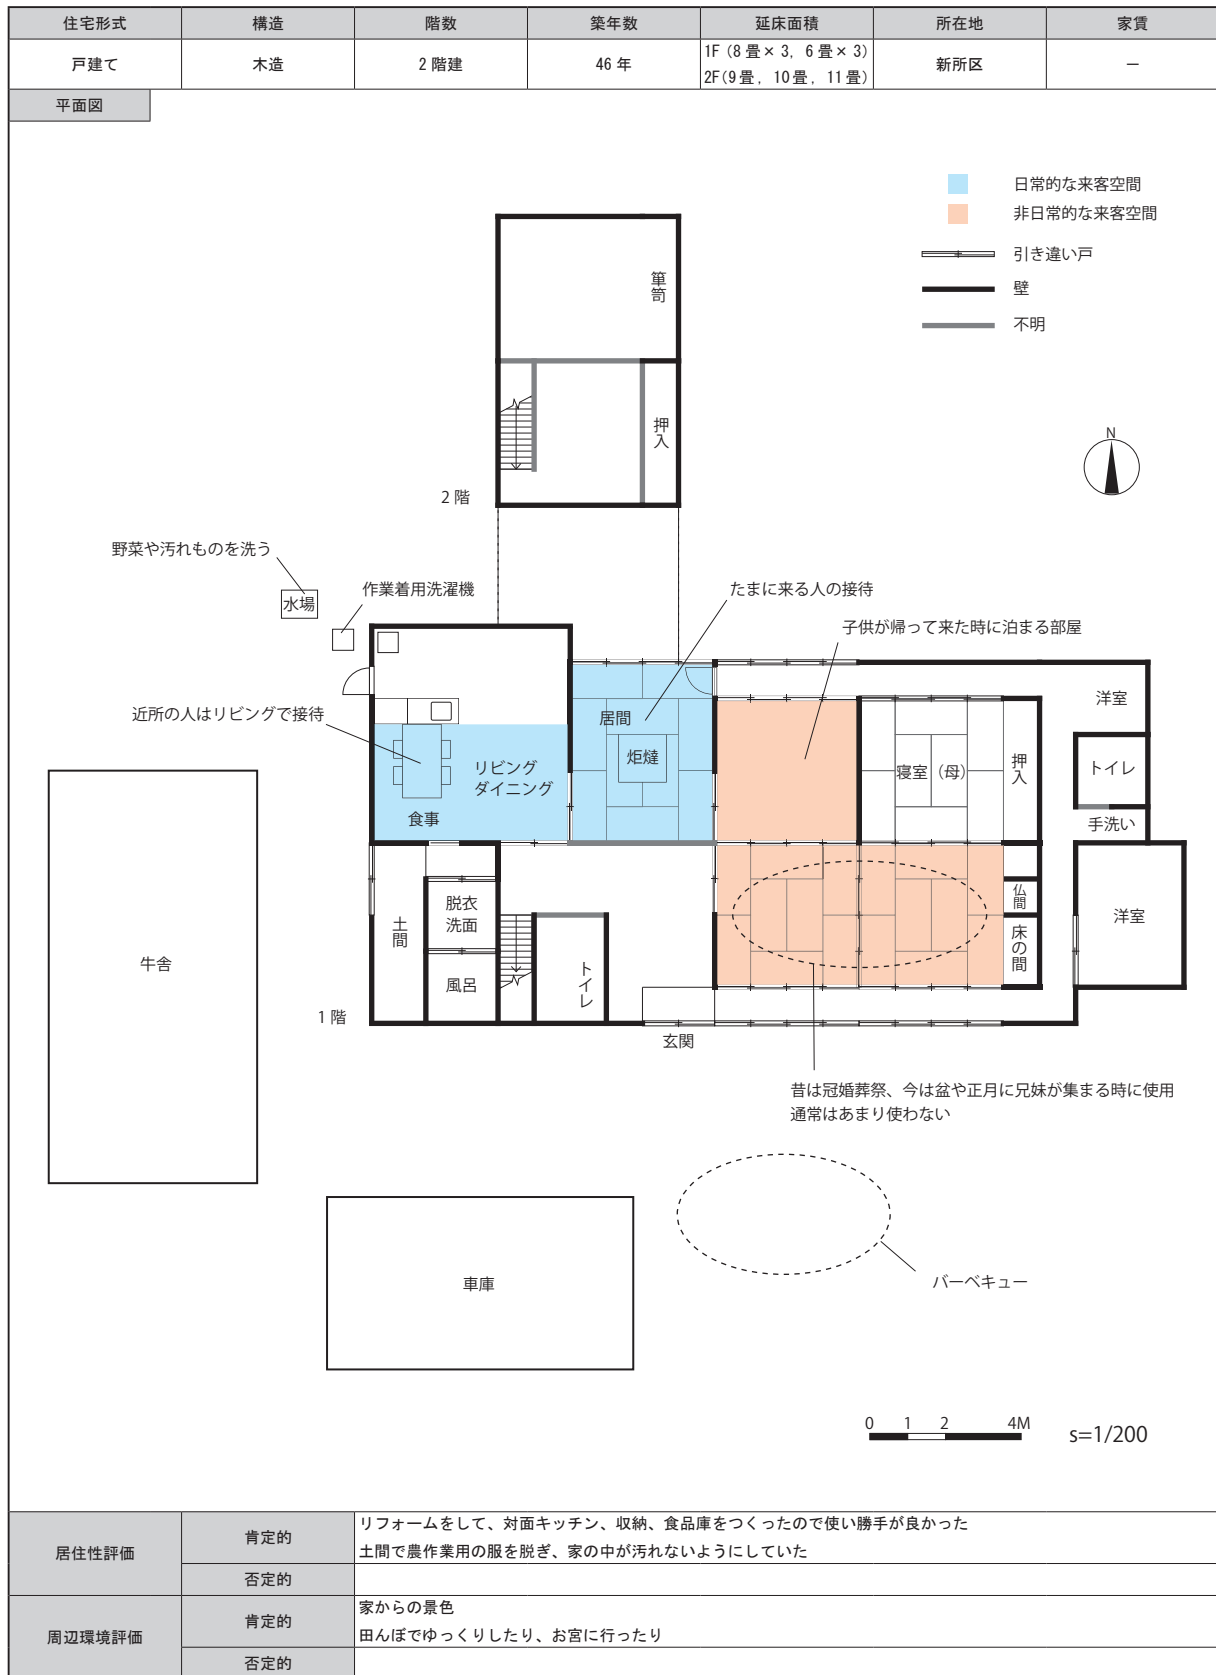 住宅形式 構造 階数 築年数 延床面積 所在地 家賃
戸建て 木造 2 階建 46 年 1F (8 畳× 3, 6 畳× 3) 新所区 ー
2F(9畳, 10畳, 11畳)
平面図
日常的な来客空間
非日常的な来客空間
引き違い戸
壁
不明
N
箪笥
押入
2 階
野菜や汚れものを洗う
水場
作業着用洗濯機
たまに来る人の接待
子供が帰って来た時に泊まる部屋
近所の人はリビングで接待
居間
炬燵
リビング
ダイニング
食事
寝室（母）
押入
洋室
トイレ
手洗い
土間
脱衣
洗面
風呂
トイレ
仏間
床の間
洋室
牛舎
1 階
玄関
昔は冠婚葬祭、今は盆や正月に兄妹が集まる時に使用
通常はあまり使わない
車庫
バーベキュー
0 1 2 4M
s=1/200
居住性評価 肯定的 リフォームをして、対面キッチン、収納、食品庫をつくったので使い勝手が良かった
土間で農作業用の服を脱ぎ、家の中が汚れないようにしていた
否定的
周辺環境評価 肯定的 家からの景色
田んぼでゆっくりしたり、お宮に行ったり
否定的